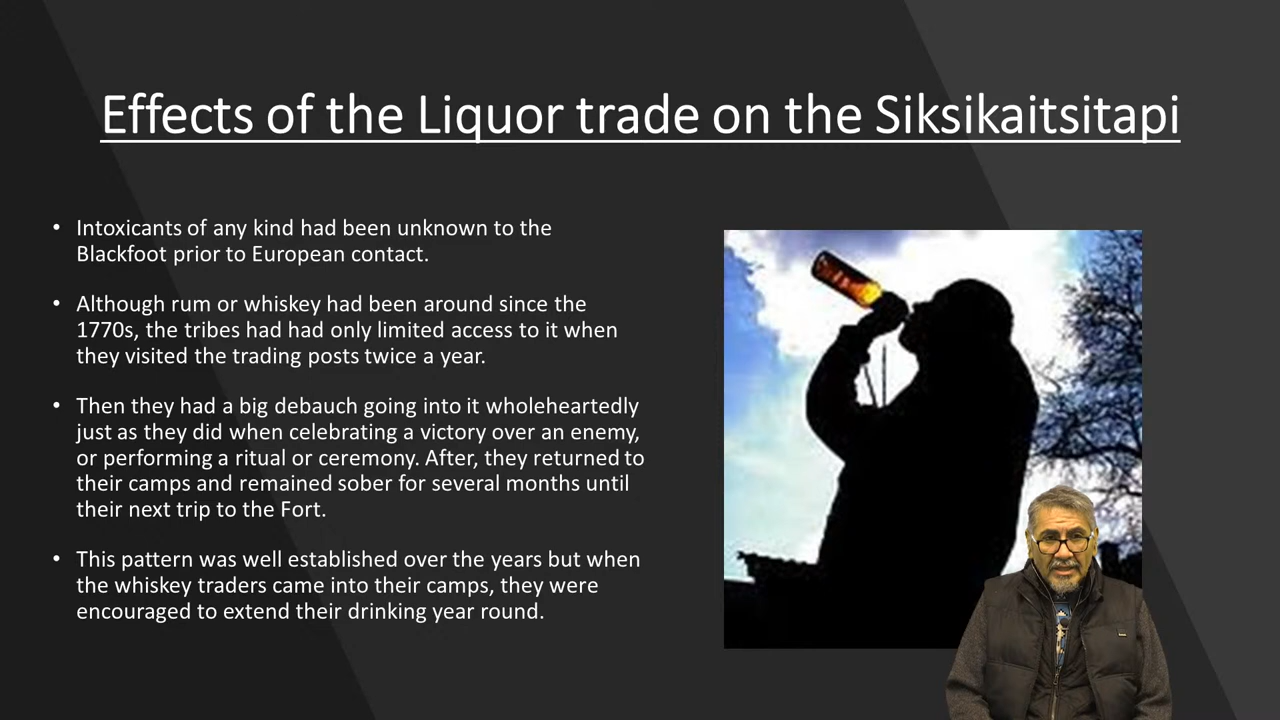 Effects of the Liquor trade on the Siksikaitsitapi
• Intoxicants of any kind had been unknown to the
Blackfoot prior to European contact.
• Although rum or whiskey had been around since the
1770s, the tribes had had only limited access to it when
they visited the trading posts twice a year.
• Then they had a big debauch going into it wholeheartedly
just as they did when celebrating a victory over an enemy,
or performing a ritual or ceremony. After, they returned to
their camps and remained sober for several months until
their next trip to the Fort.
• This pattern was well established over the years but when
the whiskey traders came into their camps, they were
encouraged to extend their drinking year round.